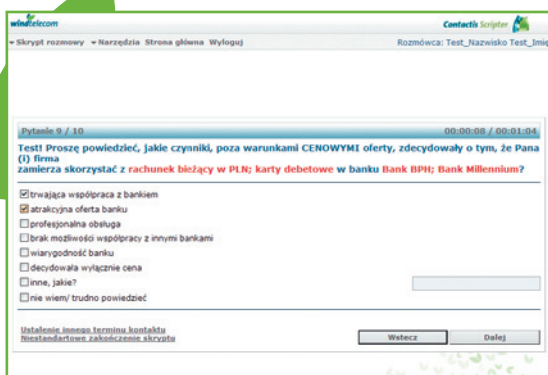 windtelecom
Contactis Scripter
Skrypt rozmowy Narzędzia Strona główna Wyloguj
Rozmówca: Test_Nazwisko Test_Imię
Pytanie 9 / 10
00:00:08 / 00:01:04
Test! Proszę powiedzieć, jakie czynniki, poza warunkami CENOWYMI oferty, zdecydowały o tym, że Pana
(i) firma
zamierza skorzystać z rachunek bieżący w PLN; karty debetowe w banku Bank BPH; Bank Millennium?
trwająca współpraca z bankiem
atrakcyjna oferta banku
profesjonalna obsługa
brak możliwości współpracy z innymi bankami
wiarygodność banku
decydowała wyłącznie cena
inne, jakie?
nie wiem/ trudno powiedzieć
Ustalenie innego terminu kontaktu
Niestandartowe zakończenie skryptu
Wstecz
Dalej